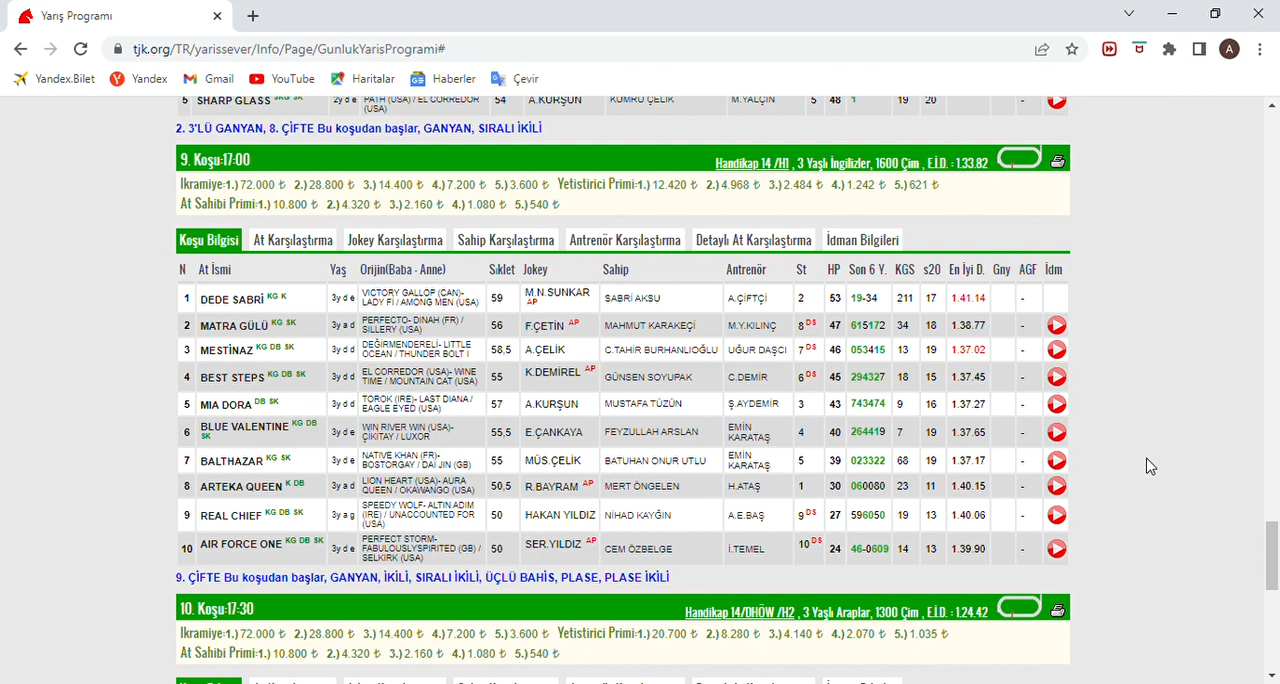 Yarış Programı
tjk.org/TR/yarissever/Info/Page/GunlukYarisProgrami#
A
Yandex.Bilet Yandex Gmail YouTube Haritalar Haberler Çevir
5 SHARP GLASS SKG SK 2y d e PATH (USA) / EL CORREDOR (USA) 54 A.KURŞUN KUMRU ÇELİK M.YALÇIN 5 48 1 19 20 -
2. 3'LÜ GANYAN, 8. ÇİFTE Bu koşudan başlar, GANYAN, SIRALI İKİLİ
9. Koşu:17:00 Handikap 14 /H1 , 3 Yaşlı İngilizler, 1600 Çim , E.İ.D. : 1.33.82
İkramiye:1.) 72.000 ₺ 2.) 28.800 ₺ 3.) 14.400 ₺ 4.) 7.200 ₺ 5.) 3.600 ₺ Yetistirici Primi:1.) 12.420 ₺ 2.) 4.968 ₺ 3.) 2.484 ₺ 4.) 1.242 ₺ 5.) 621 ₺
At Sahibi Primi:1.) 10.800 ₺ 2.) 4.320 ₺ 3.) 2.160 ₺ 4.) 1.080 ₺ 5.) 540 ₺
Koşu Bilgisi At Karşılaştırma Jokey Karşılaştırma Sahip Karşılaştırma Antrenör Karşılaştırma Detaylı At Karşılaştırma İdman Bilgileri
N At İsmi Yaş Orijin(Baba - Anne) Sıklet Jokey Sahip Antrenör St HP Son 6 Y. KGS s20 En İyi D. Gny AGF İdm
1 DEDE SABRİ KG K 3y d e VICTORY GALLOP (CAN)- LADY FI / AMONG MEN (USA) 59 M.N.SUNKAR AP SABRİ AKSU A.ÇİFTÇİ 2 53 19-34 211 17 1.41.14 -
2 MATRA GÜLÜ KG SK 3y a d PERFECTO- DINAH (FR) / SILLERY (USA) 56 F.ÇETİN AP MAHMUT KARAKEÇİ M.Y.KILINÇ 8 DS 47 615172 34 18 1.38.77 -
3 MESTİNAZ KG DB SK 3y d d DEĞİRMENDERELİ- LITTLE OCEAN / THUNDER BOLT I 58,5 A.ÇELİK C.TAHİR BURHANLIOĞLU UĞUR DAŞCI 7 DS 46 053415 13 19 1.37.02 -
4 BEST STEPS KG DB SK 3y d d EL CORREDOR (USA)- WINE TIME / MOUNTAIN CAT (USA) 55 K.DEMİREL AP GÜNSEN SOYUPAK C.DEMİR 6 DS 45 294327 18 15 1.37.45 -
5 MIA DORA DB SK 3y d d TOROK (IRE)- LAST DIANA / EAGLE EYED (USA) 57 A.KURŞUN MUSTAFA TÜZÜN Ş.AYDEMİR 3 43 743474 9 16 1.37.27 -
6 BLUE VALENTINE KG DB SK 3y d e WIN RIVER WIN (USA)- ÇİKITAY / LUXOR 55,5 E.ÇANKAYA FEYZULLAH ARSLAN EMİN KARATAŞ 4 40 264419 7 19 1.37.65 -
7 BALTHAZAR KG SK 3y d e NATIVE KHAN (FR)- BOSTORGAY / DAI JIN (GB) 55 MÜS.ÇELİK BATUHAN ONUR UTLU EMİN KARATAŞ 5 39 023322 68 19 1.37.17 -
8 ARTEKA QUEEN K DB 3y a d LION HEART (USA)- AURA QUEEN / OKAWANGO (USA) 50,5 R.BAYRAM AP MERT ÖNGELEN H.ATAŞ 1 30 060080 23 11 1.40.15 -
9 REAL CHIEF KG DB SK 3y a g SPEEDY WOLF- ALTIN ADIM (IRE) / UNACCOUNTED FOR (USA) 50 HAKAN YILDIZ NİHAD KAYĞIN A.E.BAŞ 9 DS 27 596050 19 13 1.40.06 -
10 AIR FORCE ONE KG DB SK 3y d e PERFECT STORM- FABULOUSLYSPIRITED (GB) / SELKIRK (USA) 50 SER.YILDIZ AP CEM ÖZBELGE İ.TEMEL 10 DS 24 46-0609 14 13 1.39.90 -
9. ÇİFTE Bu koşudan başlar, GANYAN, İKİLİ, SIRALI İKİLİ, ÜÇLÜ BAHİS, PLASE, PLASE İKİLİ
10. Koşu:17:30 Handikap 14/DHÖW /H2 , 3 Yaşlı Araplar, 1300 Çim , E.İ.D. : 1.24.42
İkramiye:1.) 72.000 ₺ 2.) 28.800 ₺ 3.) 14.400 ₺ 4.) 7.200 ₺ 5.) 3.600 ₺ Yetistirici Primi:1.) 20.700 ₺ 2.) 8.280 ₺ 3.) 4.140 ₺ 4.) 2.070 ₺ 5.) 1.035 ₺
At Sahibi Primi:1.) 10.800 ₺ 2.) 4.320 ₺ 3.) 2.160 ₺ 4.) 1.080 ₺ 5.) 540 ₺